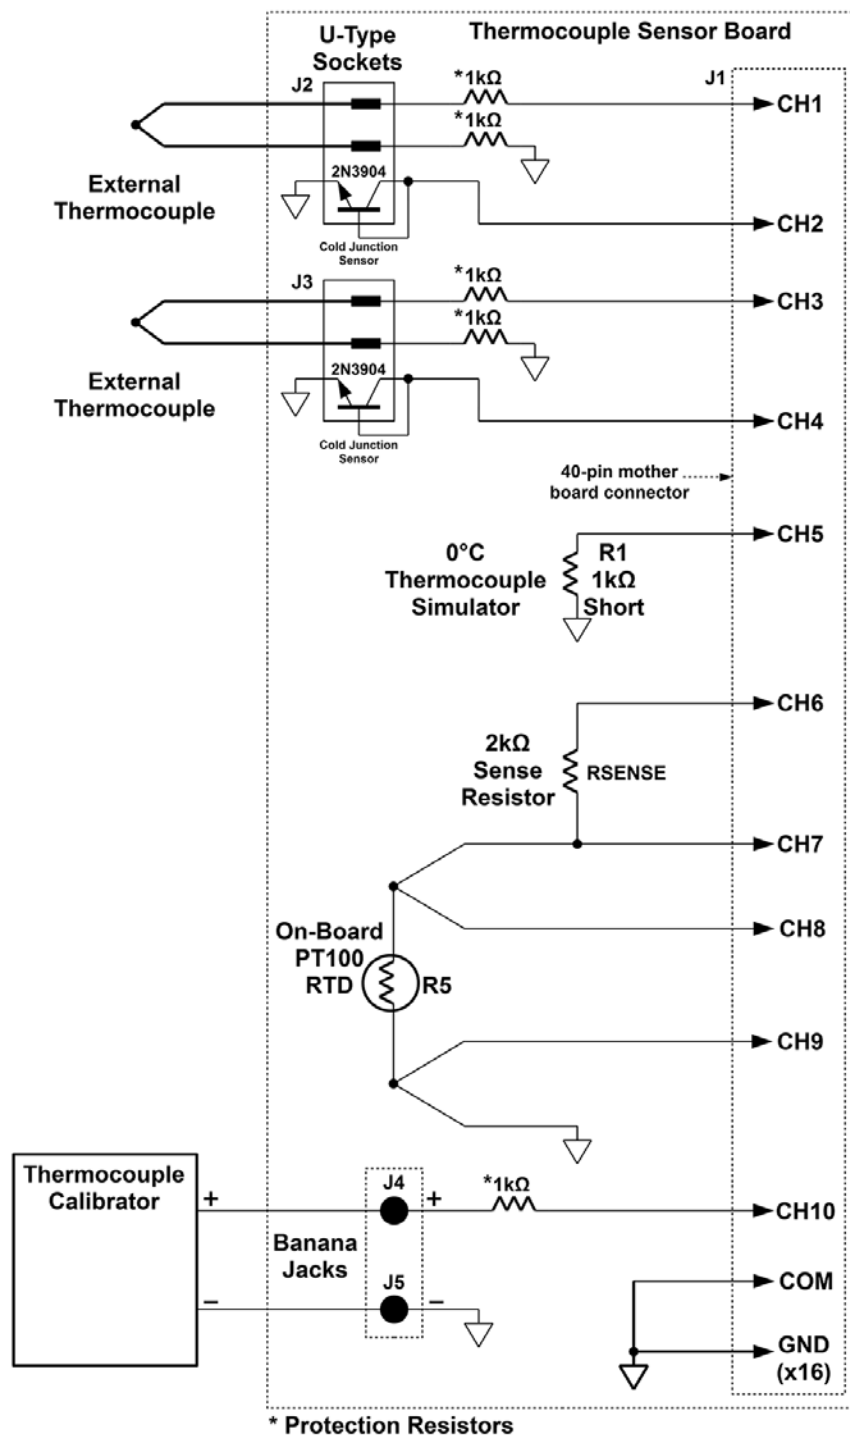 Thermocouple Sensor Board
U-Type
Sockets
J2
*1kΩ
J1
CH1
*1kΩ
2N3904
External
Thermocouple
CH2
Cold Junction
Sensor
J3
*1kΩ
CH3
*1kΩ
2N3904
External
Thermocouple
CH4
Cold Junction
Sensor
40-pin mother
board connector
CH5
0°C
Thermocouple
Simulator
R1
1kΩ
Short
CH6
2kΩ
Sense
Resistor
RSENSE
CH7
CH8
On-Board
PT100
RTD
R5
CH9
Thermocouple
Calibrator
+
J4
+
*1kΩ
CH10
Banana
Jacks
J5
–
–
COM
GND
(x16)
* Protection Resistors